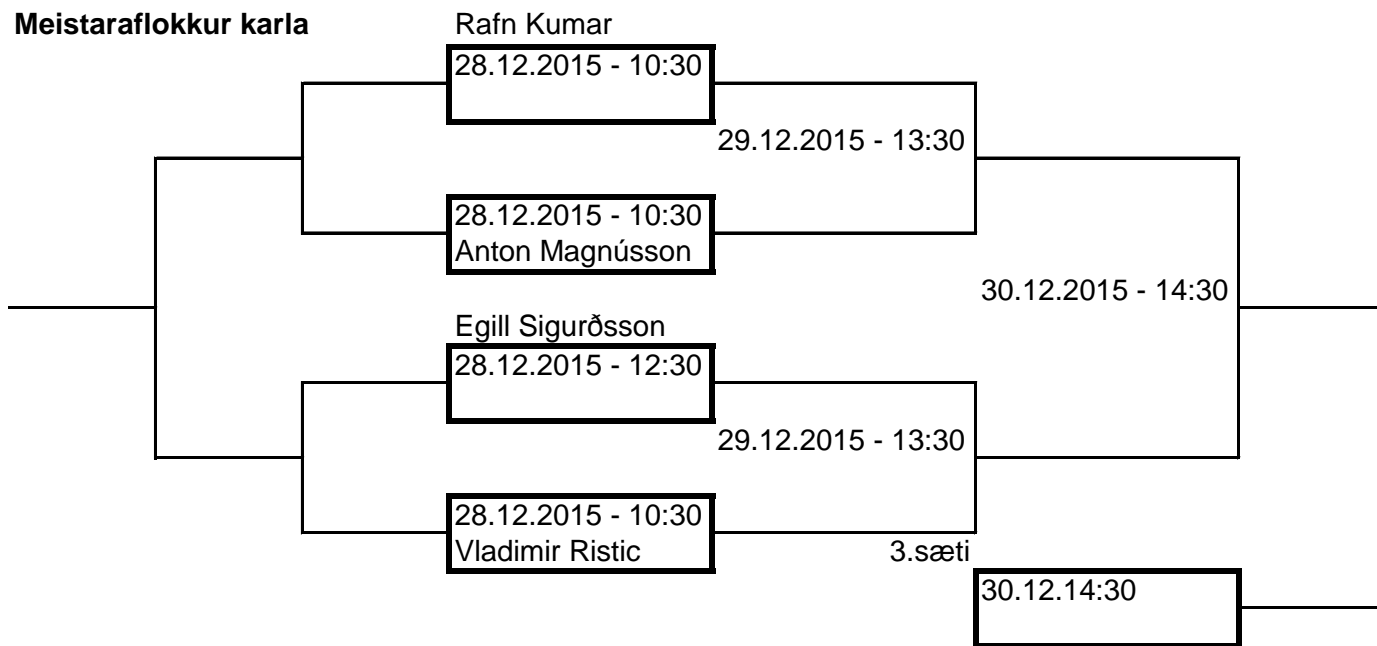 Meistaraflokkur karla
Rafn Kumar
28.12.2015 - 10:30
29.12.2015 - 13:30
28.12.2015 - 10:30
Anton Magnússon
30.12.2015 - 14:30
Egill Sigurðsson
28.12.2015 - 12:30
29.12.2015 - 13:30
28.12.2015 - 10:30
Vladimir Ristic
3.sæti
30.12.14:30